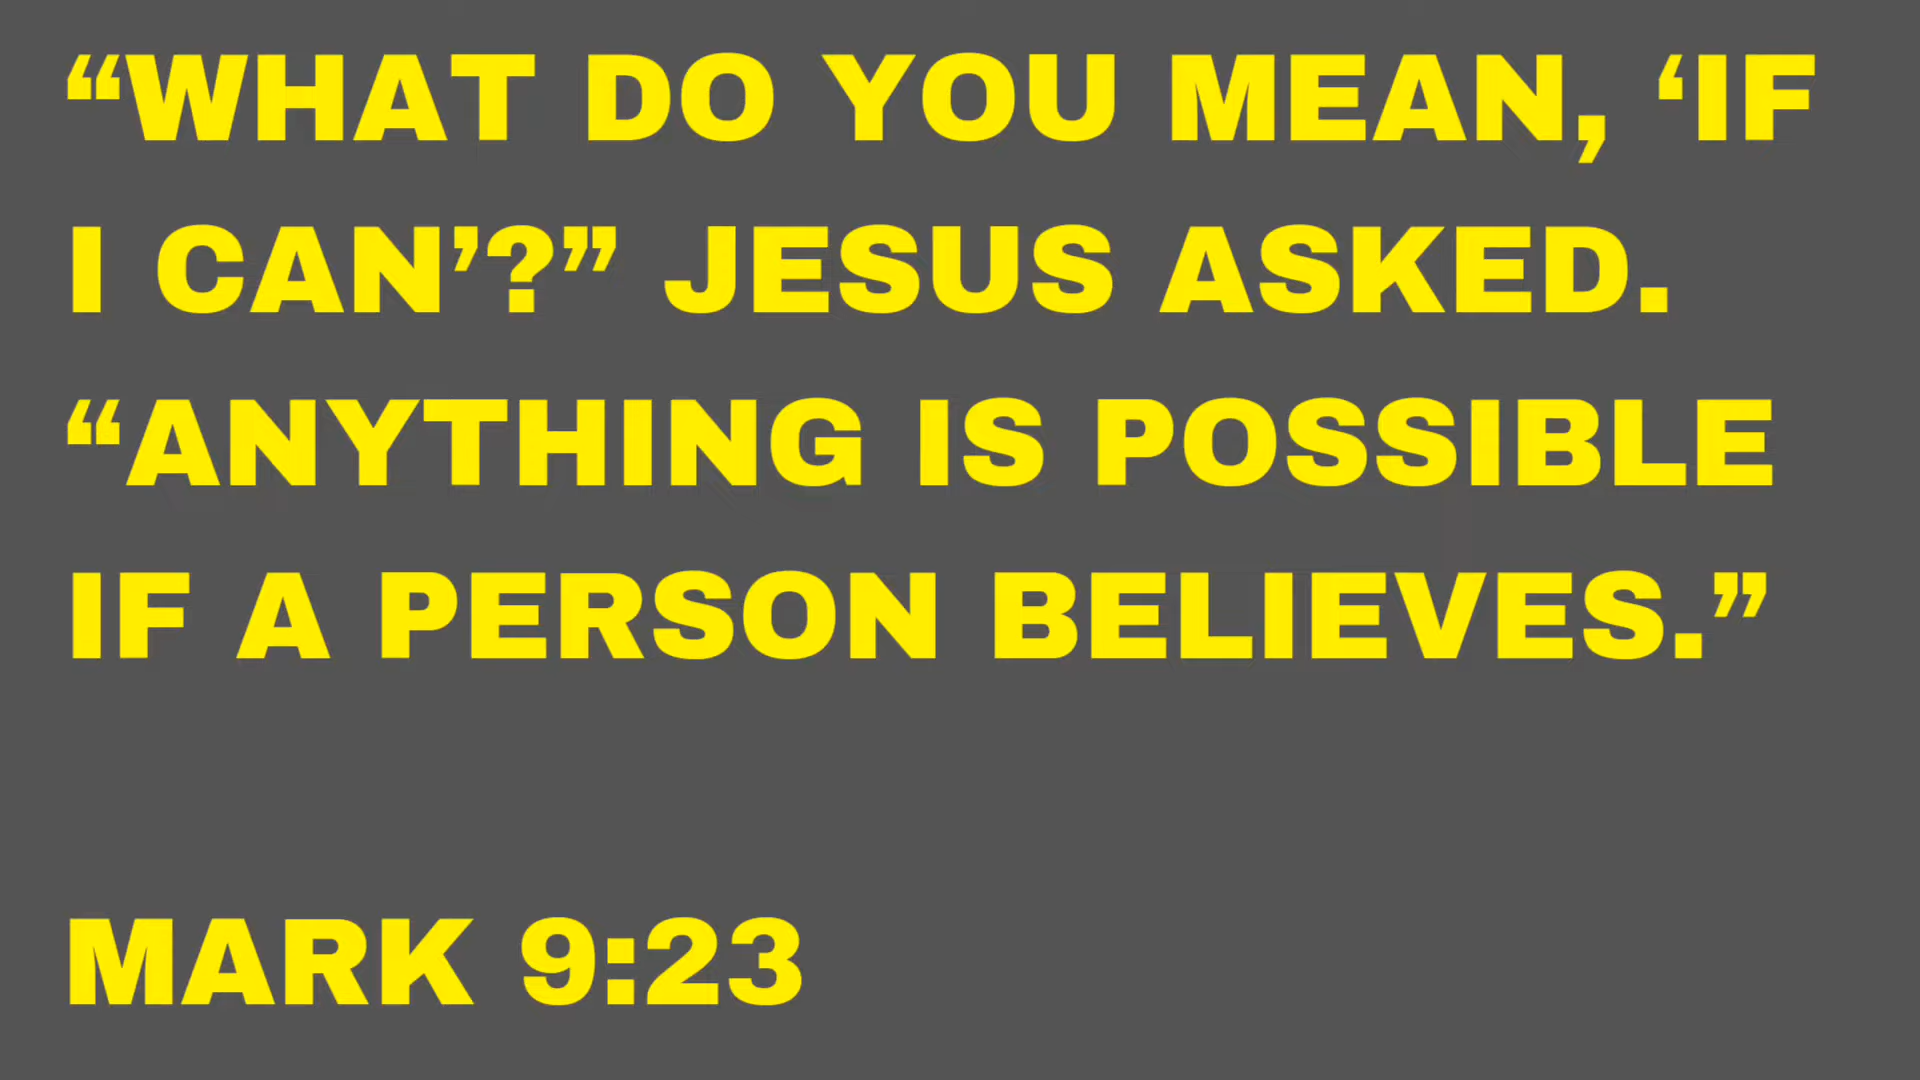 “WHAT DO YOU MEAN, ‘IF
I CAN’?” JESUS ASKED.
“ANYTHING IS POSSIBLE
IF A PERSON BELIEVES.”
MARK 9:23